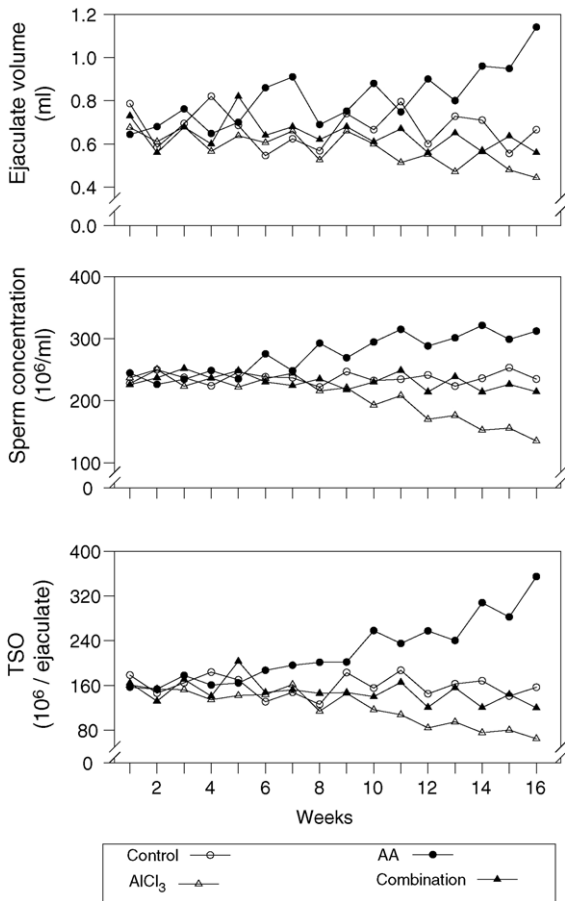 Ejaculate volume
(ml)
1.2
1.0
0.8
0.6
0.4
0.0
Sperm concentration
(10⁶/ml)
400
300
200
100
0
TSO
(10⁶ / ejaculate)
400
320
240
160
80
0
2 4 6 8 10 12 14 16
Weeks
Control AA
AlCl₃ Combination